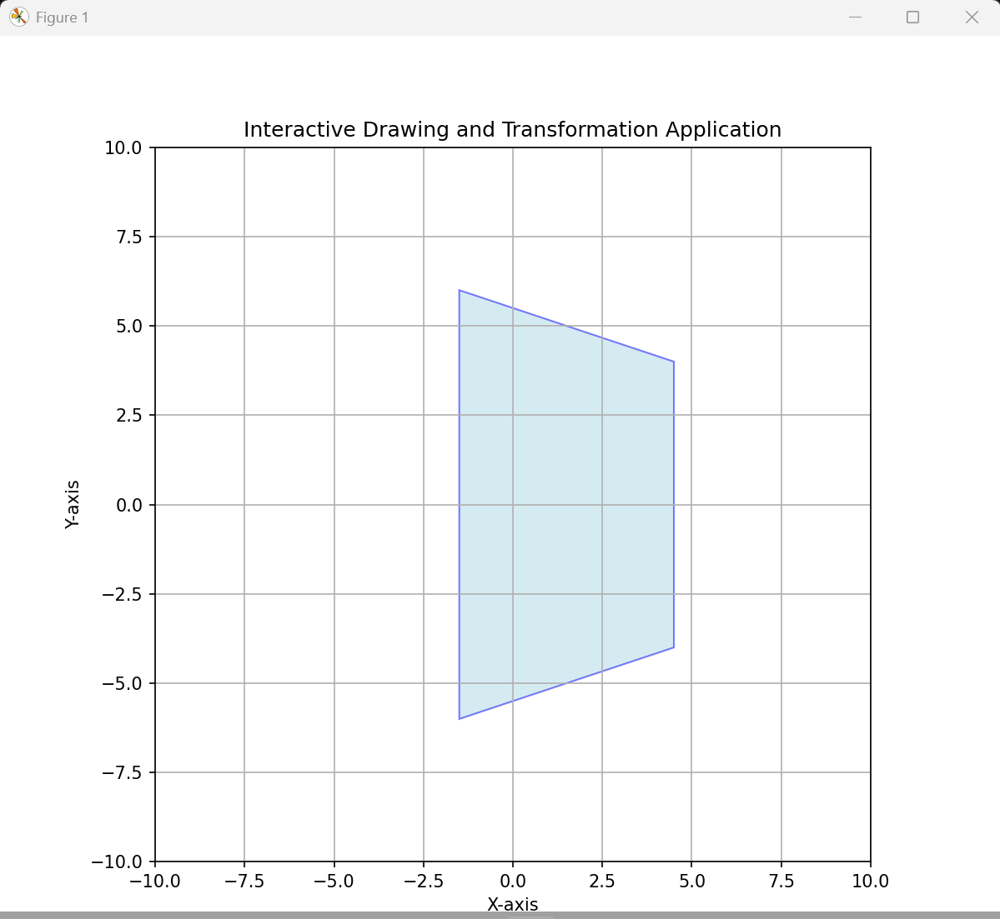 Figure 1
Interactive Drawing and Transformation Application
10.0
7.5
5.0
2.5
0.0
−2.5
−5.0
−7.5
−10.0
Y-axis
−10.0 −7.5 −5.0 −2.5 0.0 2.5 5.0 7.5 10.0
X-axis